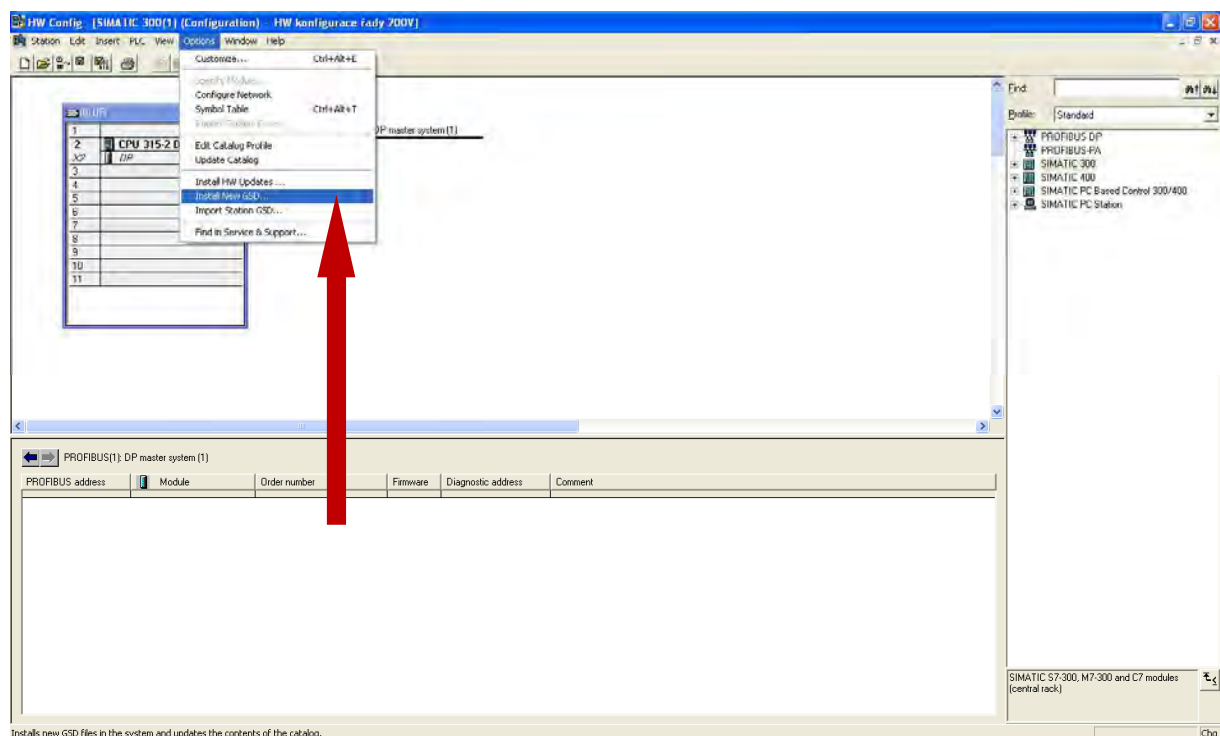 HW Config - [SIMATIC 300(1) (Configuration) -- HW konfigurace řady 700V]
Station Edit Insert PLC View Options Window Help
Customize... Ctrl+Alt+E
Configure Network
Symbol Table Ctrl+Alt+T
Edit Catalog Profile
Update Catalog
Install HW Updates ...
Install New GSD...
Import Station GSD...
Find in Service & Support...
UR
1
2 CPU 315-2 D
X2 DP
3
4
5
6
7
8
9
10
11
DP master system (1)
Find:
Profile: Standard
PROFIBUS DP
PROFIBUS-PA
SIMATIC 300
SIMATIC 400
SIMATIC PC Based Control 300/400
SIMATIC PC Station
PROFIBUS(1): DP master system (1)
PROFIBUS address Module Order number Firmware Diagnostic address Comment
SIMATIC S7-300, M7-300 and C7 modules
(central rack)
Installs new GSD files in the system and updates the contents of the catalog.
Chg